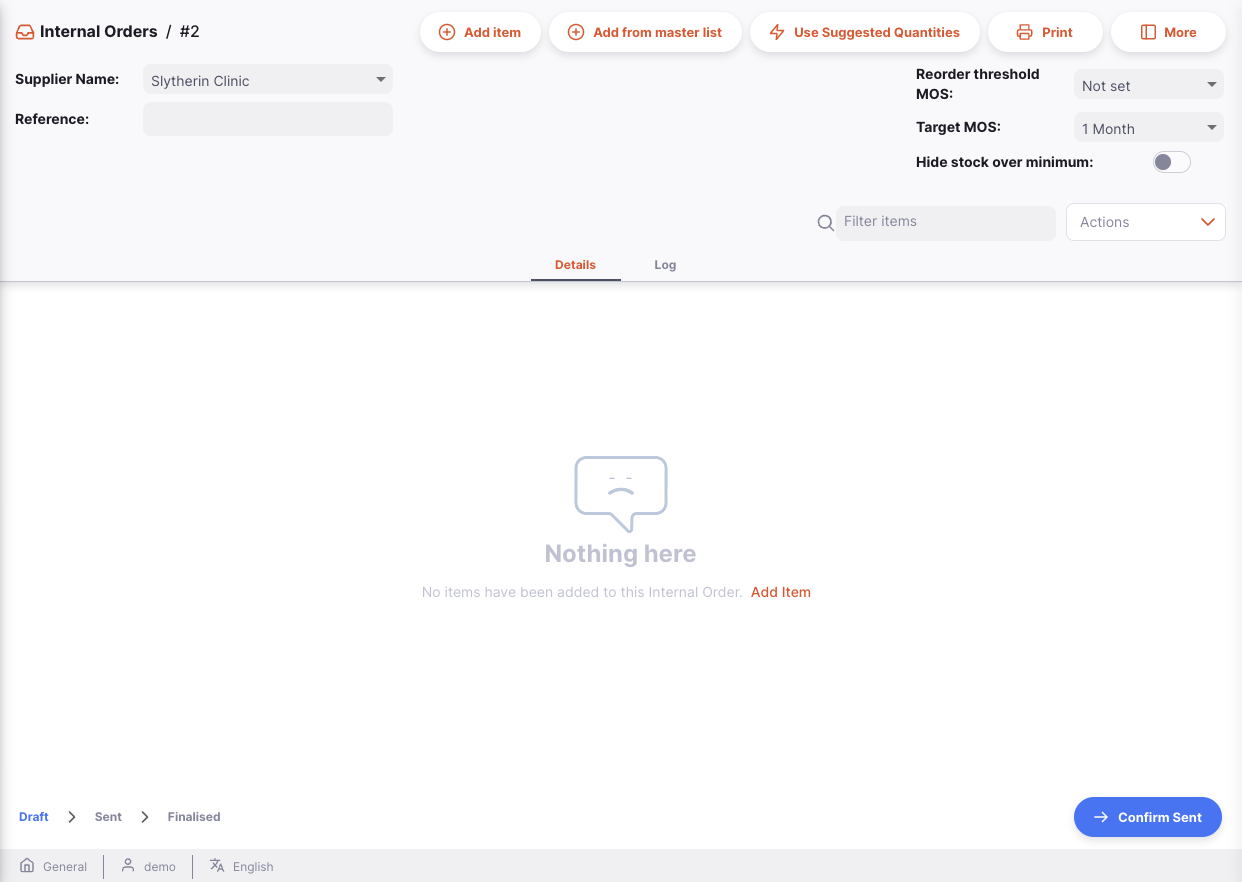 Internal Orders / #2
Add item
Add from master list
Use Suggested Quantities
Print
More
Supplier Name: Slytherin Clinic
Reference:
Reorder threshold MOS: Not set
Target MOS: 1 Month
Hide stock over minimum:
Filter items
Actions
Details
Log
Nothing here
No items have been added to this Internal Order. Add Item
Draft
Sent
Finalised
Confirm Sent
General
demo
English